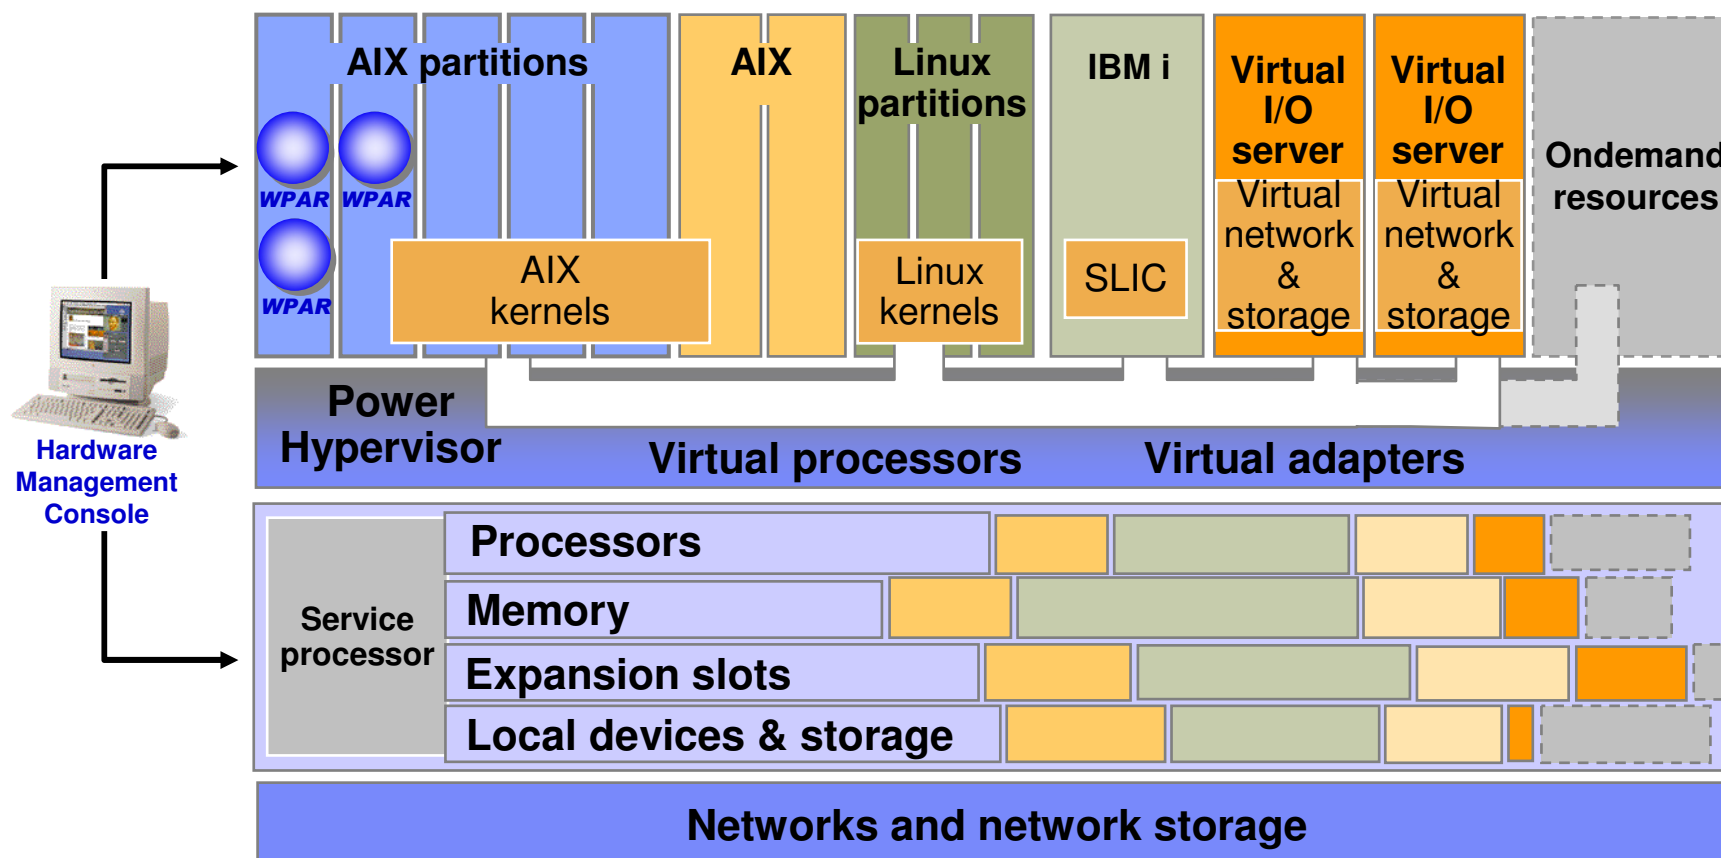 AIX partitions
AIX
Linux
partitions
IBM i
Virtual
I/O
server
Virtual
I/O
server
Ondemand
resources
WPAR
WPAR
WPAR
AIX
kernels
Linux
kernels
SLIC
Virtual
network
&
storage
Virtual
network
&
storage
Hardware
Management
Console
Power
Hypervisor
Virtual processors
Virtual adapters
Service
processor
Processors
Memory
Expansion slots
Local devices & storage
Networks and network storage